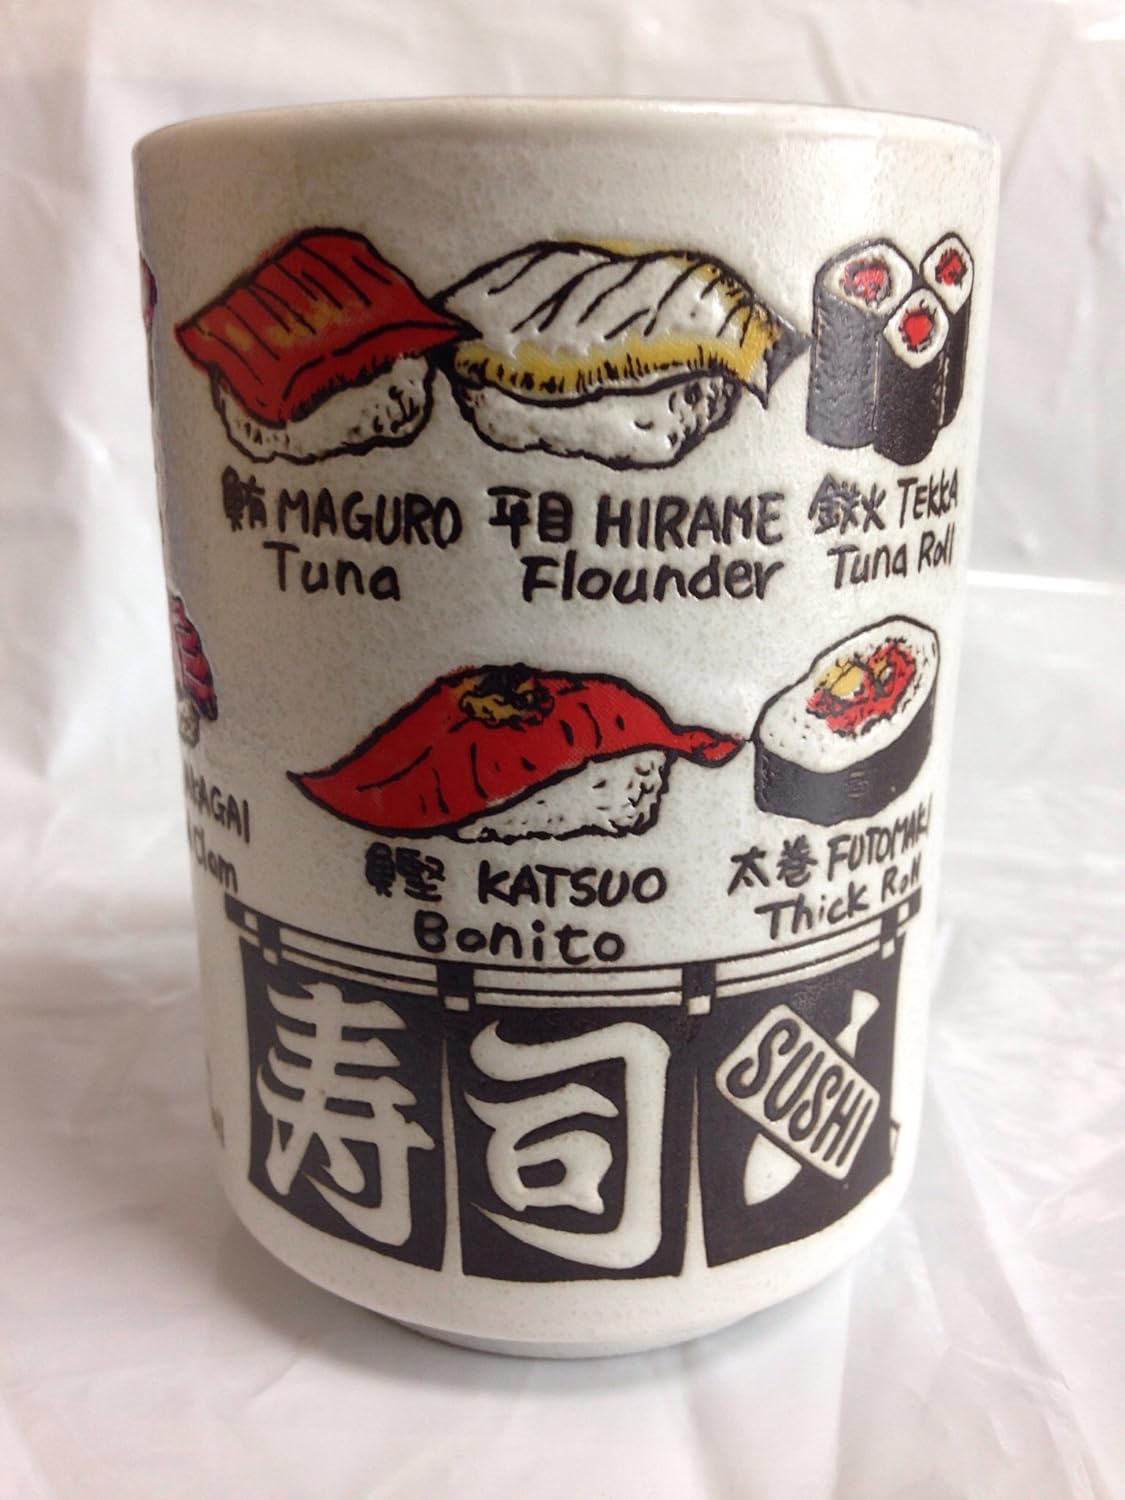 鮪 MAGURO
Tuna
平目 HIRAME
Flounder
鉄火 TEKKA
Tuna Roll
鰹 KATSUO
Bonito
太巻 FUTOMAKI
Thick Roll
寿司
SUSHI